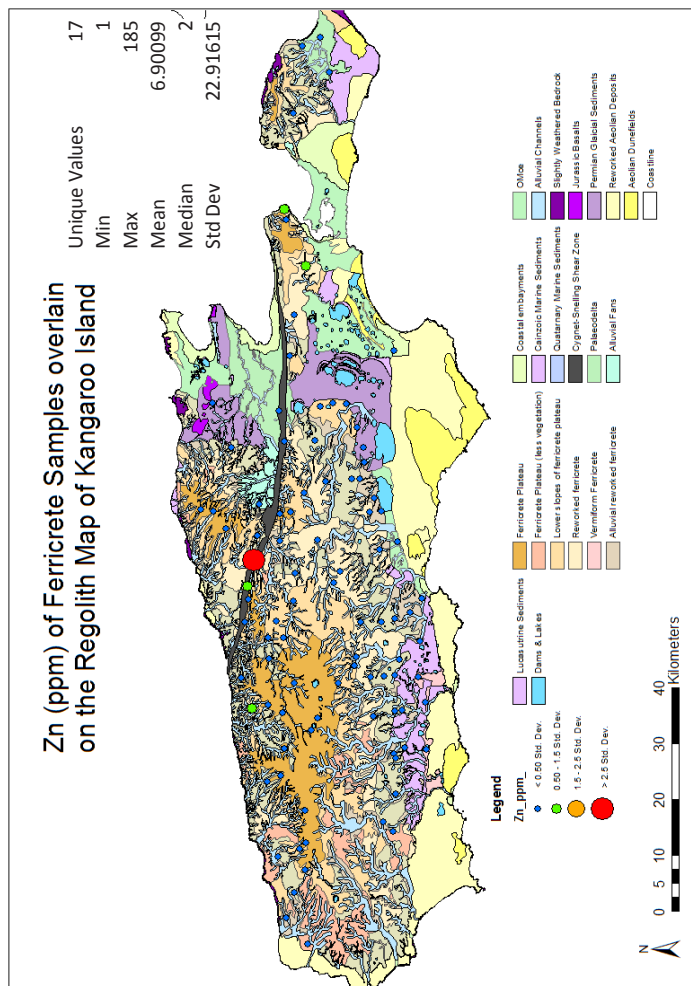 Zn (ppm) of Ferricrete Samples overlain
on the Regolith Map of Kangaroo Island
Unique Values 17
Min 1
Max 185
Mean 6.90099
Median 2
Std Dev 22.91615
Legend
Zn_ppm_
< 0.50 Std. Dev.
0.50 - 1.5 Std. Dev.
1.5 - 2.5 Std. Dev.
> 2.5 Std. Dev.
Lucasutrine Sediments
Dams & Lakes
Ferricrete Plateau
Ferricrete Plateau (less vegetation)
Lower slopes of ferricrete plateau
Reworked ferricrete
Vermiform Ferricrete
Alluvial reworked ferricrete
Coastal embayments
Cainzoic Marine Sediments
Quatarnary Marine Sediments
Cygnet-Snelling Shear Zone
Palaeodelta
Alluvial Fans
OMce
Alluvial Channels
Slightly Weathered Bedrock
Jurassic Basalts
Permian Glaicial Sediments
Reworked Aeolian Deposits
Aeolian Dunefields
Coastline
N
0 5 10 20 30 40
Kilometers